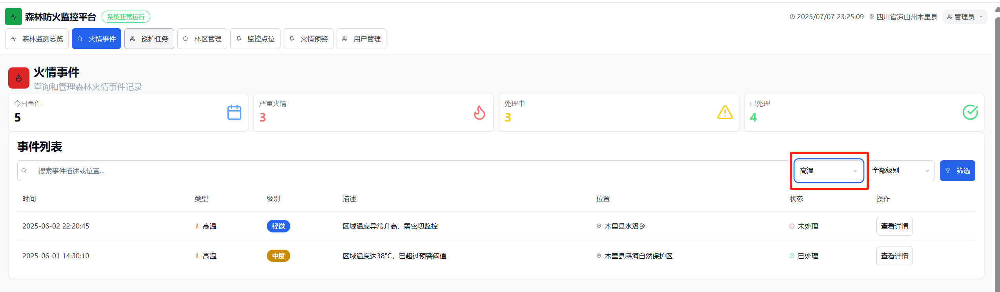 森林防火监控平台 系统正常运行 2025/07/07 23:25:09 四川省凉山州木里县 管理员
森林监测总览 火情事件 巡护任务 林区管理 监控点位 火情预警 用户管理
火情事件
查询和管理森林火情事件记录
今日事件 严重火情 处理中 已处理
5 3 3 4
事件列表
搜索事件描述或位置... 高温 全部级别 筛选
时间 类型 级别 描述 位置 状态 操作
2025-06-02 22:20:45 高温 轻微 区域温度异常升高，需密切监控 木里县水洛乡 未处理 查看详情
2025-06-01 14:30:10 高温 中度 区域温度达38°C，已超过预警阈值 木里县彝海自然保护区 已处理 查看详情